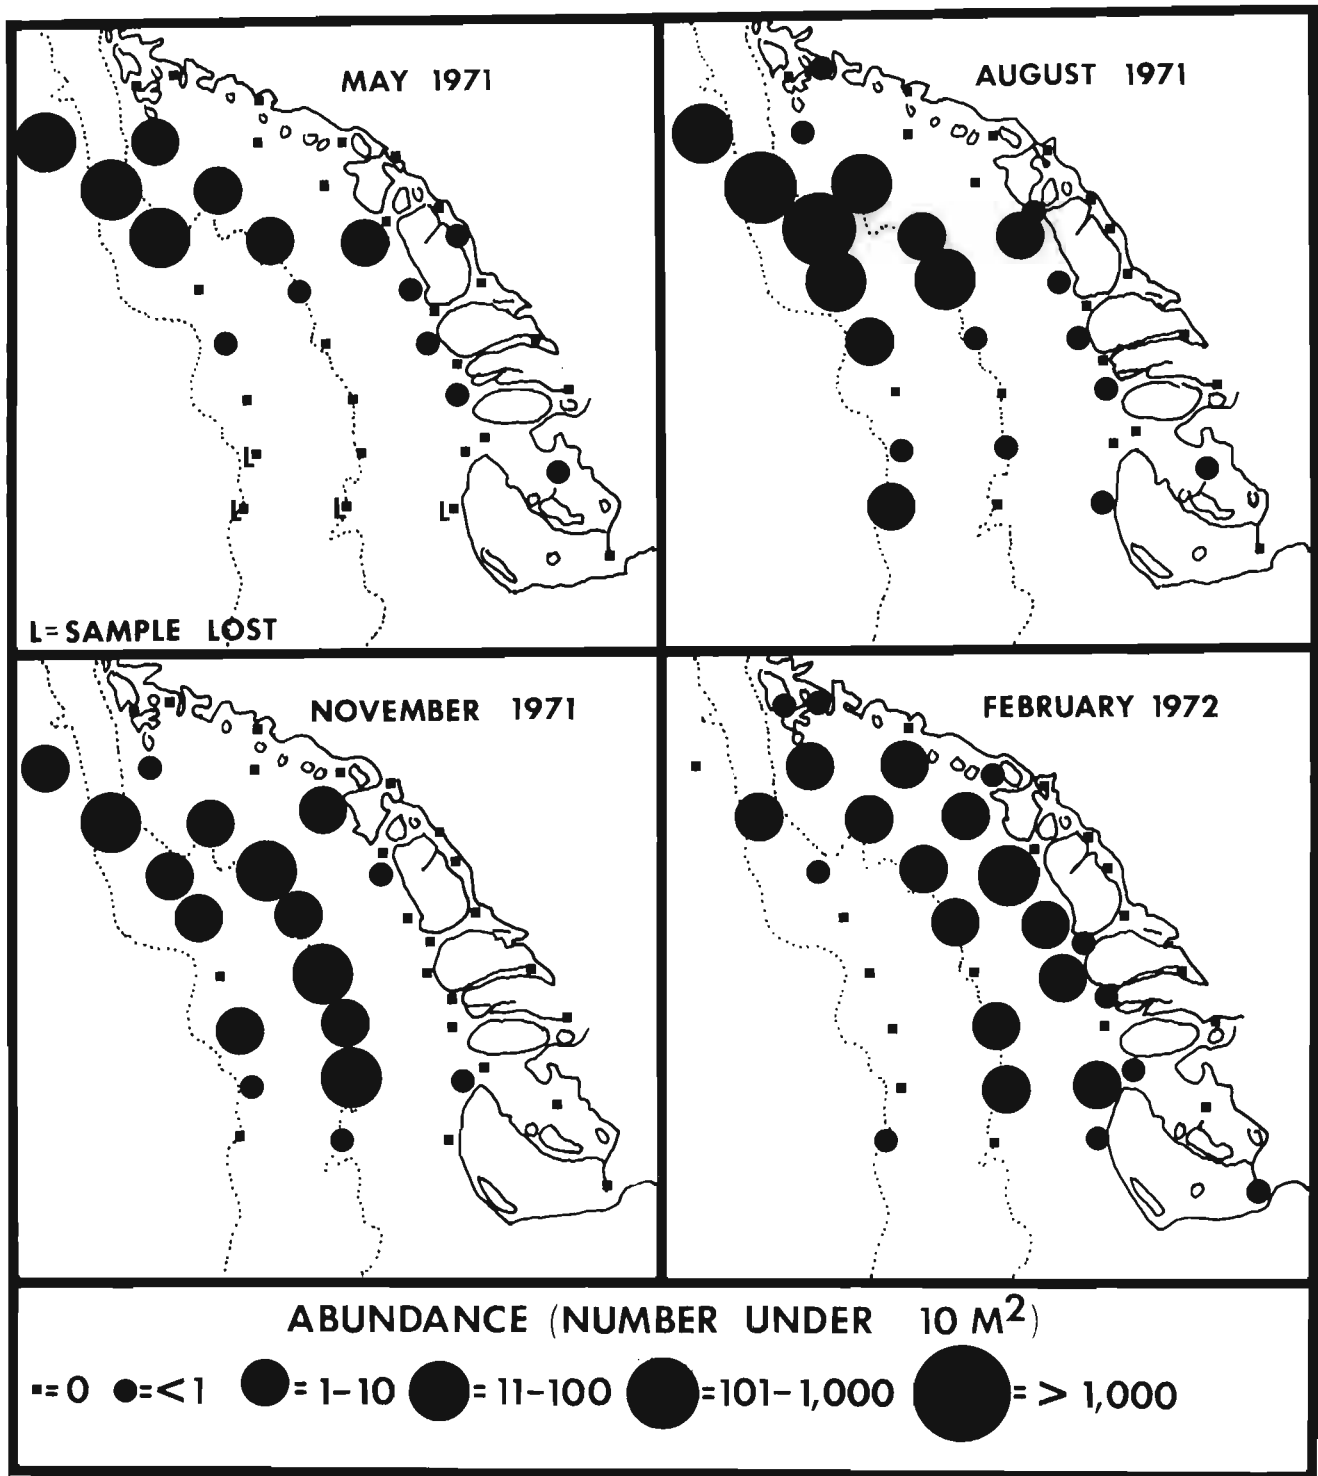 MAY 1971
AUGUST 1971
L
L
L
L
L=SAMPLE LOST
NOVEMBER 1971
FEBRUARY 1972
ABUNDANCE (NUMBER UNDER 10 M²)
=0 =<1 =1-10 =11-100 =101-1,000 => 1,000